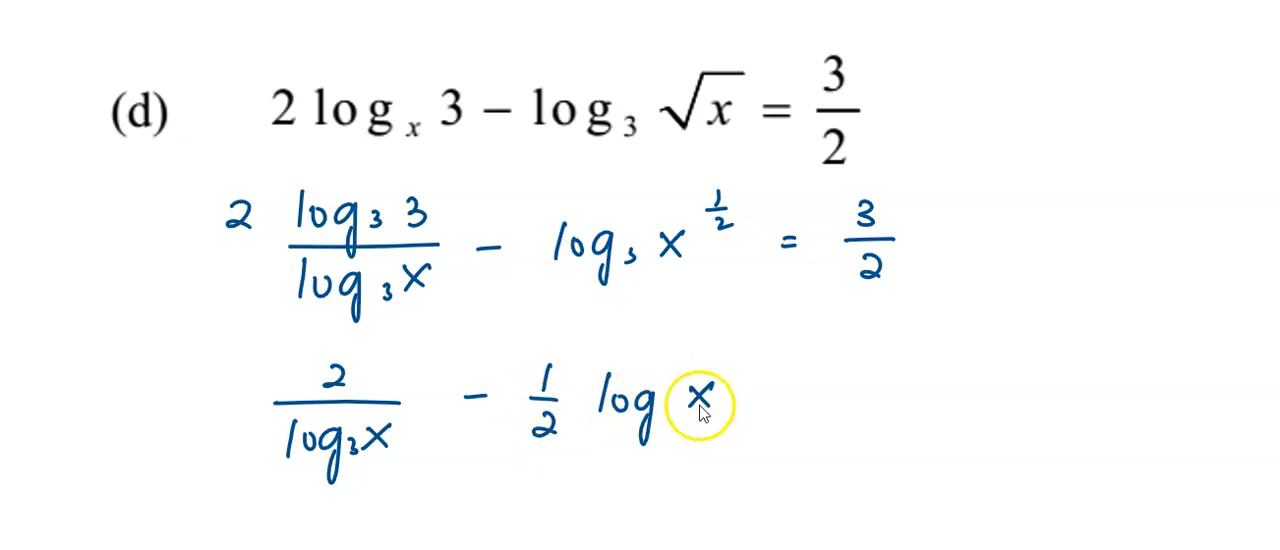 (d) 2 log_x 3 − log_3 √x = 3/2
2 log_3 3 / log_3 x − log_3 x^(1/2) = 3/2
2 / log_3 x − 1/2 log x